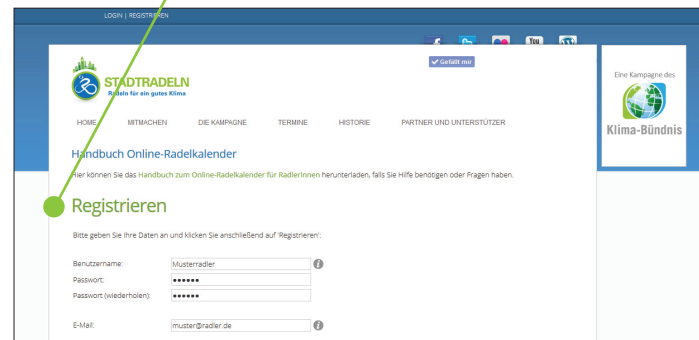 LOGIN | REGISTRIEREN
f
You
Gefällt mir
STADTRADELN
Radeln für ein gutes Klima
Eine Kampagne des
Klima-Bündnis
HOME MITMACHEN DIE KAMPAGNE TERMINE HISTORIE PARTNER UND UNTERSTÜTZER
Handbuch Online-Radelkalender
Hier können Sie das Handbuch zum Online-Radelkalender für RadlerInnen herunterladen, falls Sie Hilfe benötigen oder Fragen haben.
Registrieren
Bitte geben Sie Ihre Daten an und klicken Sie anschließend auf 'Registrieren':
Benutzername: Musterradler i
Passwort: ••••••
Passwort (wiederholen): ••••••
E-Mail: muster@radler.de i